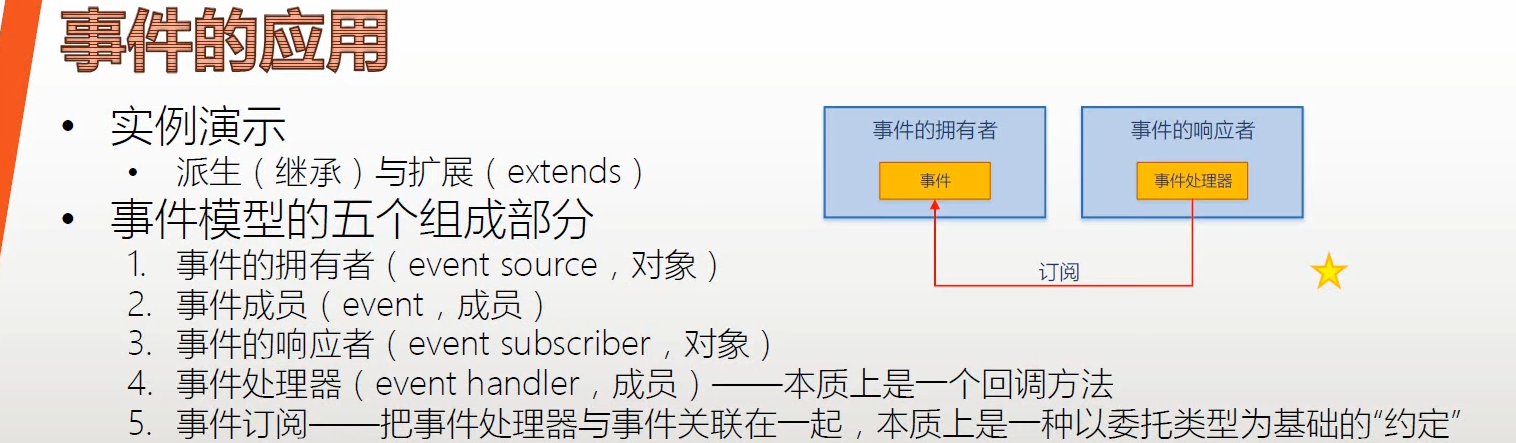 事件的应用
• 实例演示
• 派生（继承）与扩展（extends）
• 事件模型的五个组成部分
1. 事件的拥有者（event source，对象）
2. 事件成员（event，成员）
3. 事件的响应者（event subscriber，对象）
4. 事件处理器（event handler，成员）——本质上是一个回调方法
5. 事件订阅——把事件处理器与事件关联在一起，本质上是一种以委托类型为基础的“约定”
事件的拥有者
事件
事件的响应者
事件处理器
订阅